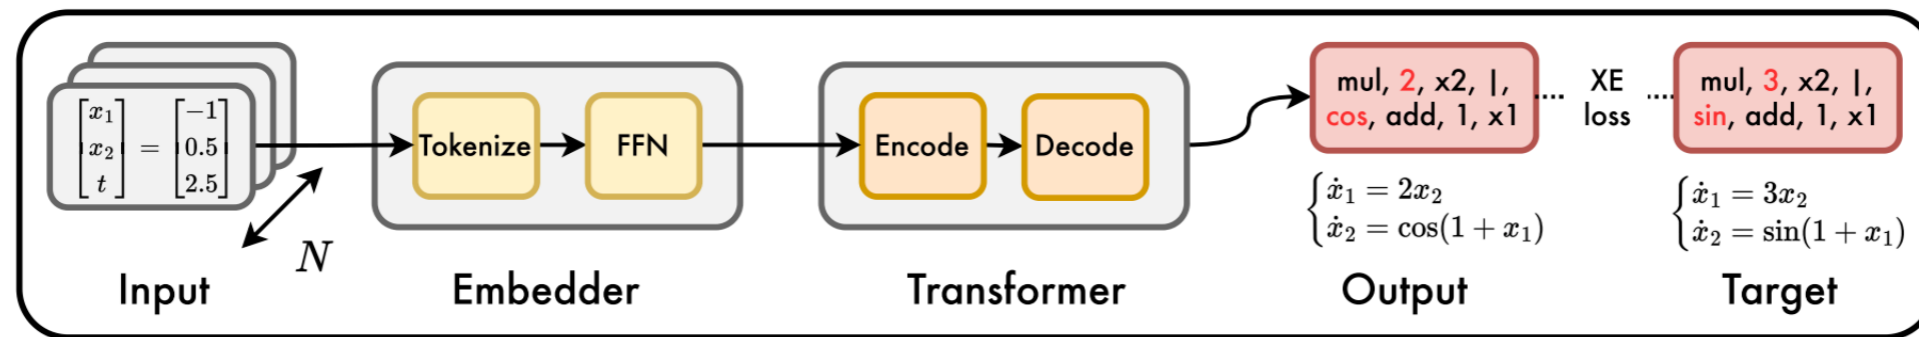 [x₁ x₂ t] = [−1 0.5 2.5]
N
Input
Tokenize
FFN
Embedder
Encode
Decode
Transformer
mul, 2, x2, |,
cos, add, 1, x1
ẋ₁ = 2x₂
ẋ₂ = cos(1 + x₁)
Output
XE
loss
mul, 3, x2, |,
sin, add, 1, x1
ẋ₁ = 3x₂
ẋ₂ = sin(1 + x₁)
Target